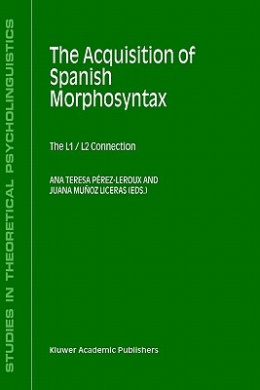 STUDIES IN THEORETICAL PSYCHOLINGUISTICS
The Acquisition of
Spanish
Morphosyntax
The L1 / L2 Connection
ANA TERESA PÉREZ-LEROUX AND
JUANA MUÑOZ LICERAS (EDS.)
Kluwer Academic Publishers